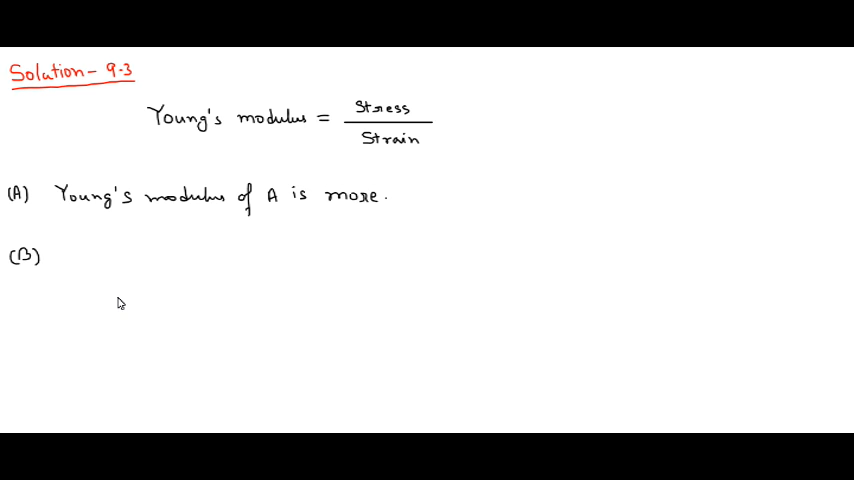 Solution - 9.3
Young's modulus = Stress / Strain
(A) Young's modulus of A is more.
(B)